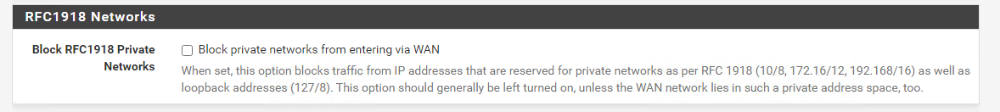 RFC1918 Networks
Block RFC1918 Private Networks
Block private networks from entering via WAN
When set, this option blocks traffic from IP addresses that are reserved for private networks as per RFC 1918 (10/8, 172.16/12, 192.168/16) as well as
loopback addresses (127/8). This option should generally be left turned on, unless the WAN network lies in such a private address space, too.